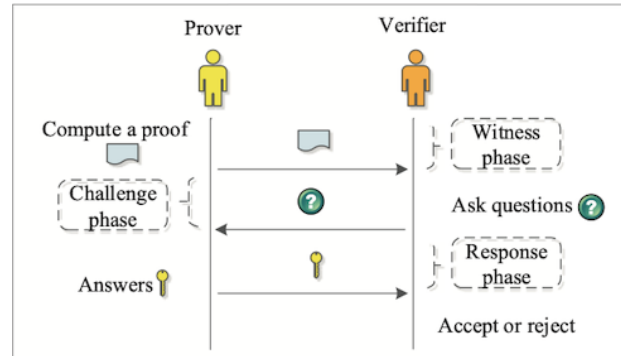 Prover
Verifier
Compute a proof
Witness
phase
Challenge
phase
?
Ask questions ?
Answers
Response
phase
Accept or reject